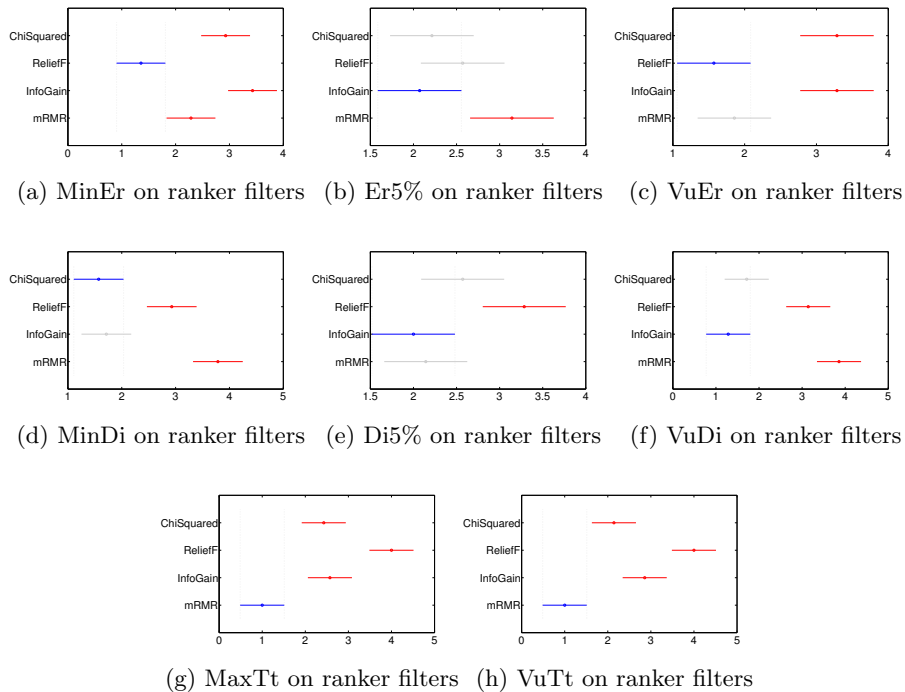 ChiSquared
ReliefF
InfoGain
mRMR
0 1 2 3 4
(a) MinEr on ranker filters
ChiSquared
ReliefF
InfoGain
mRMR
1.5 2 2.5 3 3.5 4
(b) Er5% on ranker filters
ChiSquared
ReliefF
InfoGain
mRMR
1 2 3 4
(c) VuEr on ranker filters
ChiSquared
ReliefF
InfoGain
mRMR
1 2 3 4 5
(d) MinDi on ranker filters
ChiSquared
ReliefF
InfoGain
mRMR
1.5 2 2.5 3 3.5 4
(e) Di5% on ranker filters
ChiSquared
ReliefF
InfoGain
mRMR
0 1 2 3 4 5
(f) VuDi on ranker filters
ChiSquared
ReliefF
InfoGain
mRMR
0 1 2 3 4 5
(g) MaxTt on ranker filters
ChiSquared
ReliefF
InfoGain
mRMR
0 1 2 3 4 5
(h) VuTt on ranker filters